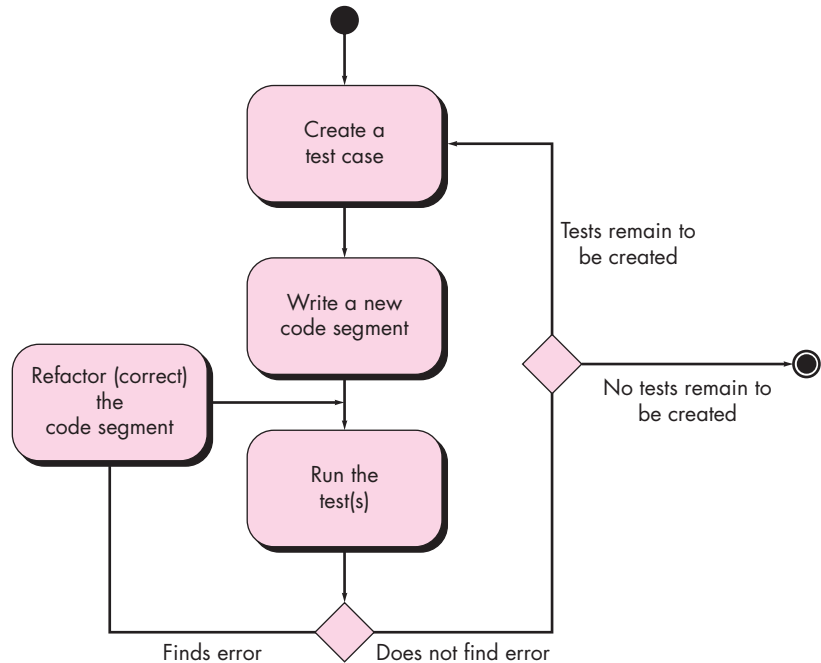 Create a
test case
Tests remain to
be created
Write a new
code segment
Refactor (correct)
the
code segment
No tests remain to
be created
Run the
test(s)
Finds error
Does not find error